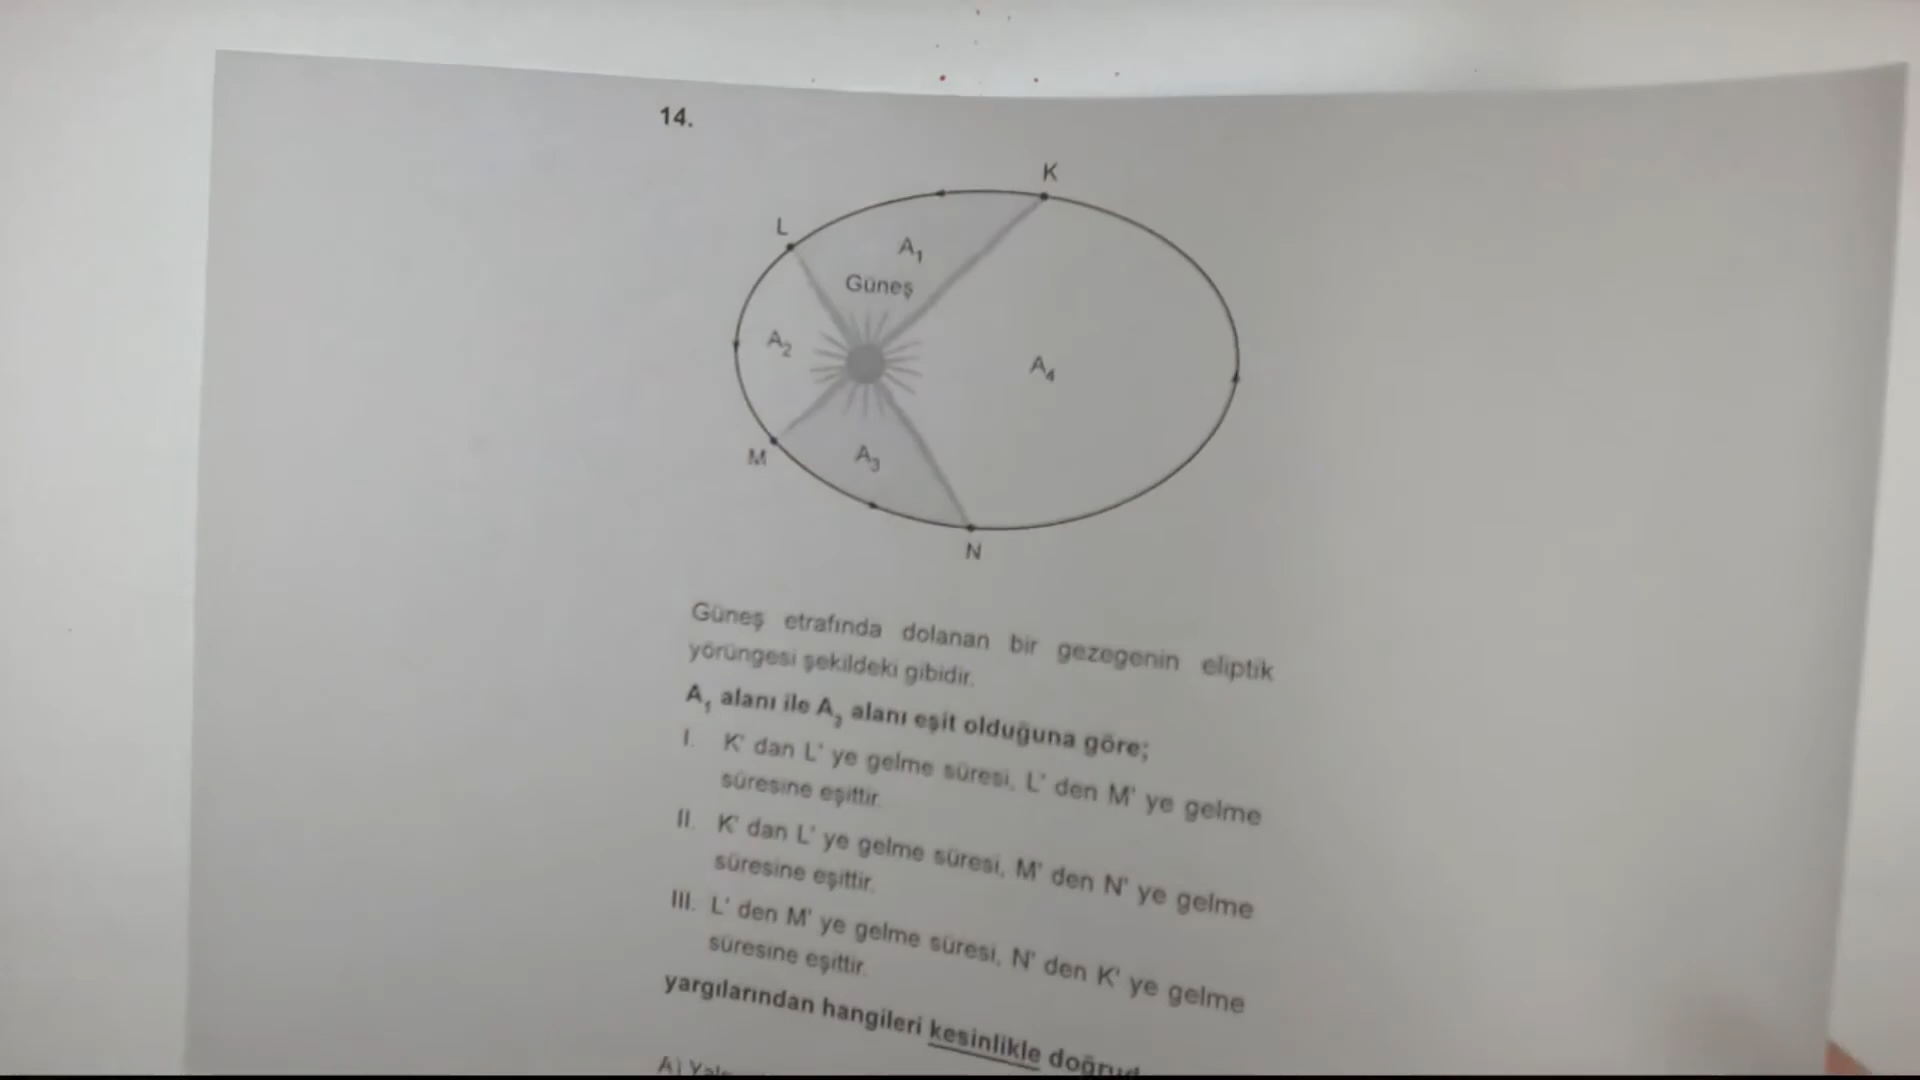 14.
K
L
A₁
Güneş
A₂
A₄
M
A₃
N
Güneş etrafında dolanan bir gezegenin eliptik
yörüngesi şekildeki gibidir.
A₁ alanı ile A₃ alanı eşit olduğuna göre;
I. K' dan L' ye gelme süresi, L' den M' ye gelme
süresine eşittir.
II. K' dan L' ye gelme süresi, M' den N' ye gelme
süresine eşittir.
III. L' den M' ye gelme süresi, N' den K' ye gelme
süresine eşittir.
yargılarından hangileri kesinlikle
A)